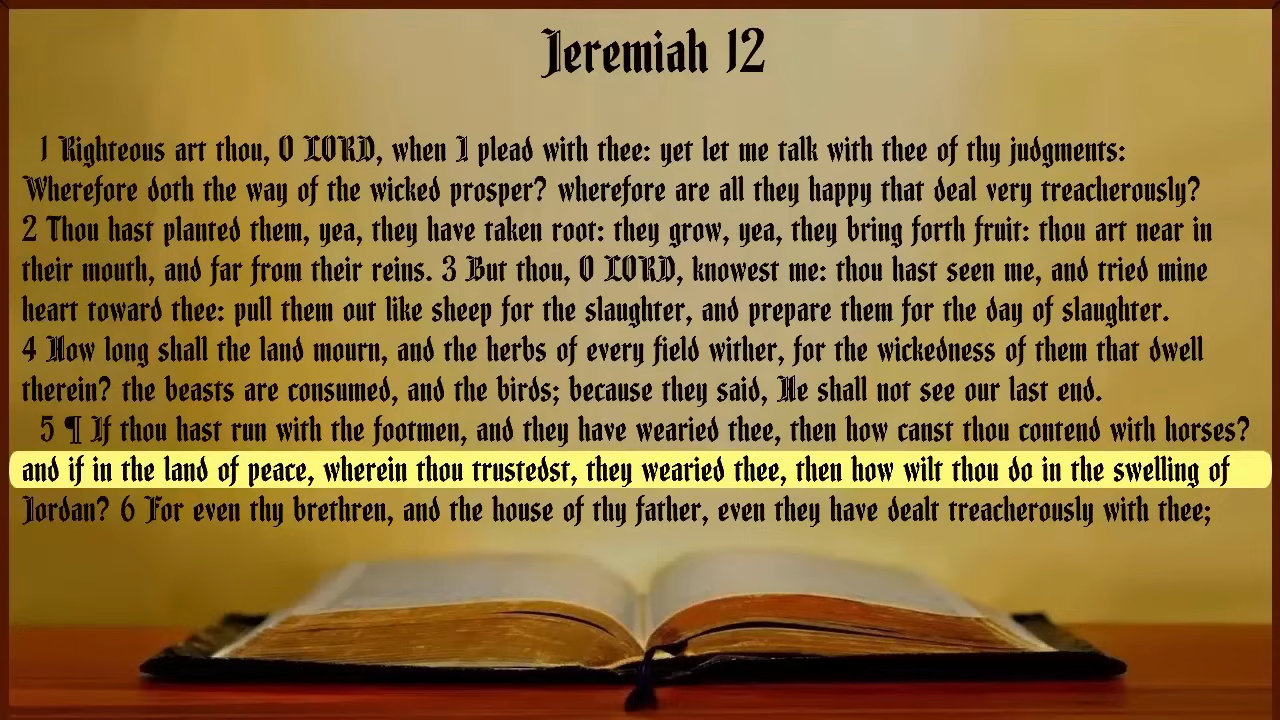 Jeremiah 12
1 Righteous art thou, O LORD, when I plead with thee: yet let me talk with thee of thy judgments:
Wherefore doth the way of the wicked prosper? wherefore are all they happy that deal very treacherously?
2 Thou hast planted them, yea, they have taken root: they grow, yea, they bring forth fruit: thou art near in
their mouth, and far from their reins. 3 But thou, O LORD, knowest me: thou hast seen me, and tried mine
heart toward thee: pull them out like sheep for the slaughter, and prepare them for the day of slaughter.
4 How long shall the land mourn, and the herbs of every field wither, for the wickedness of them that dwell
therein? the beasts are consumed, and the birds; because they said, He shall not see our last end.
5 ¶ If thou hast run with the footmen, and they have wearied thee, then how canst thou contend with horses?
and if in the land of peace, wherein thou trustedst, they wearied thee, then how wilt thou do in the swelling of
Jordan? 6 For even thy brethren, and the house of thy father, even they have dealt treacherously with thee;